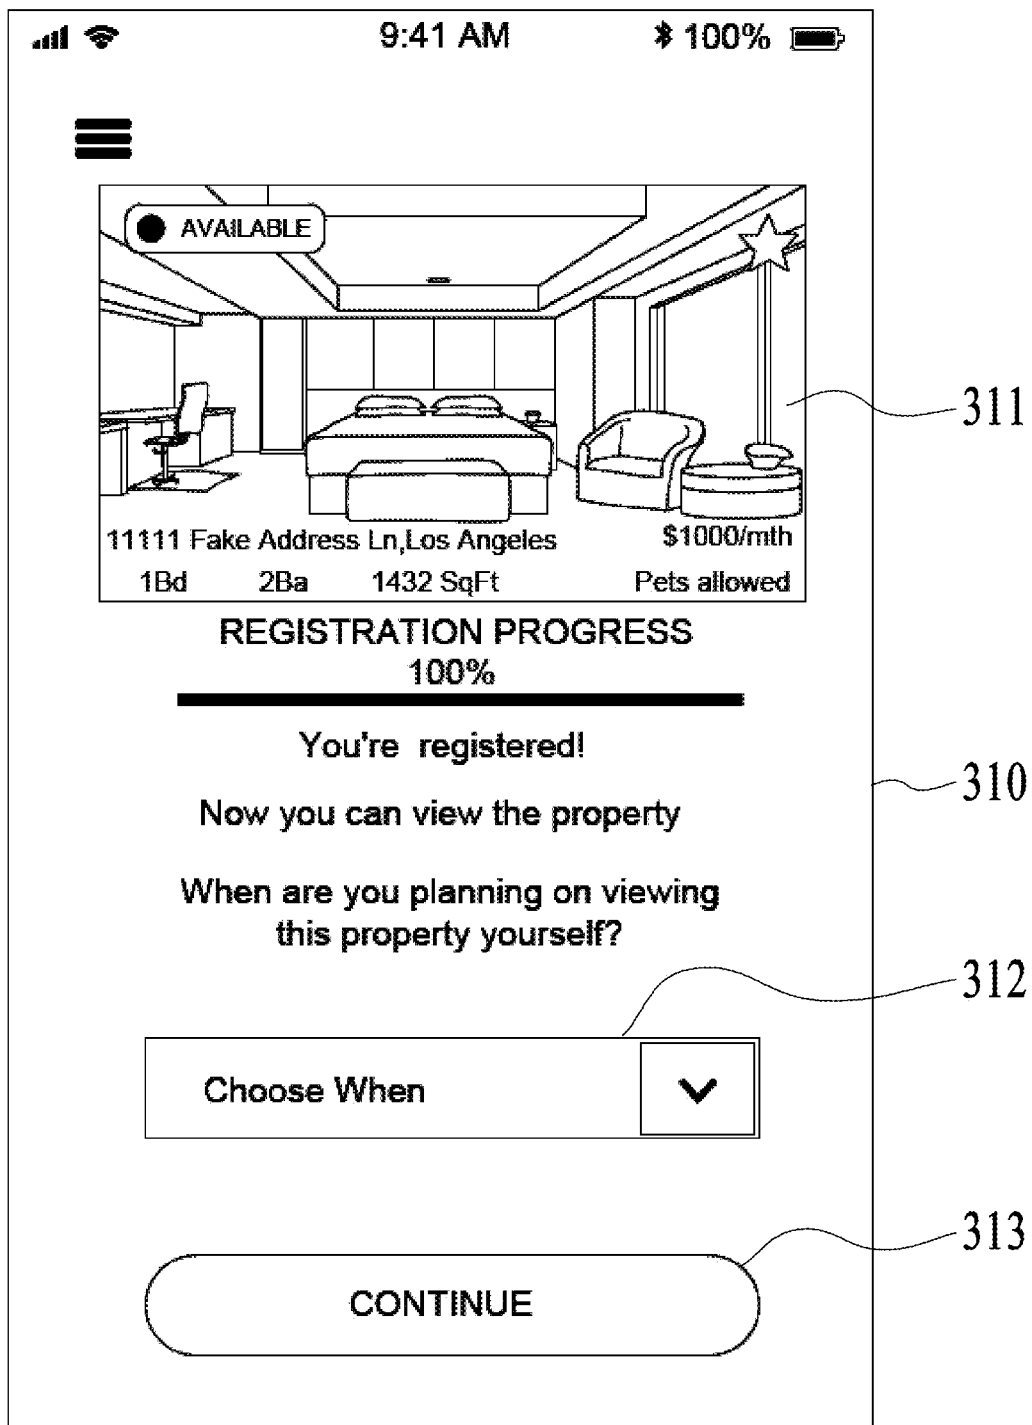 9:41 AM
100%
AVAILABLE
311
11111 Fake Address Ln,Los Angeles
$1000/mth
1Bd 2Ba 1432 SqFt Pets allowed
REGISTRATION PROGRESS
100%
You're registered!
310
Now you can view the property
When are you planning on viewing
this property yourself?
312
Choose When
313
CONTINUE